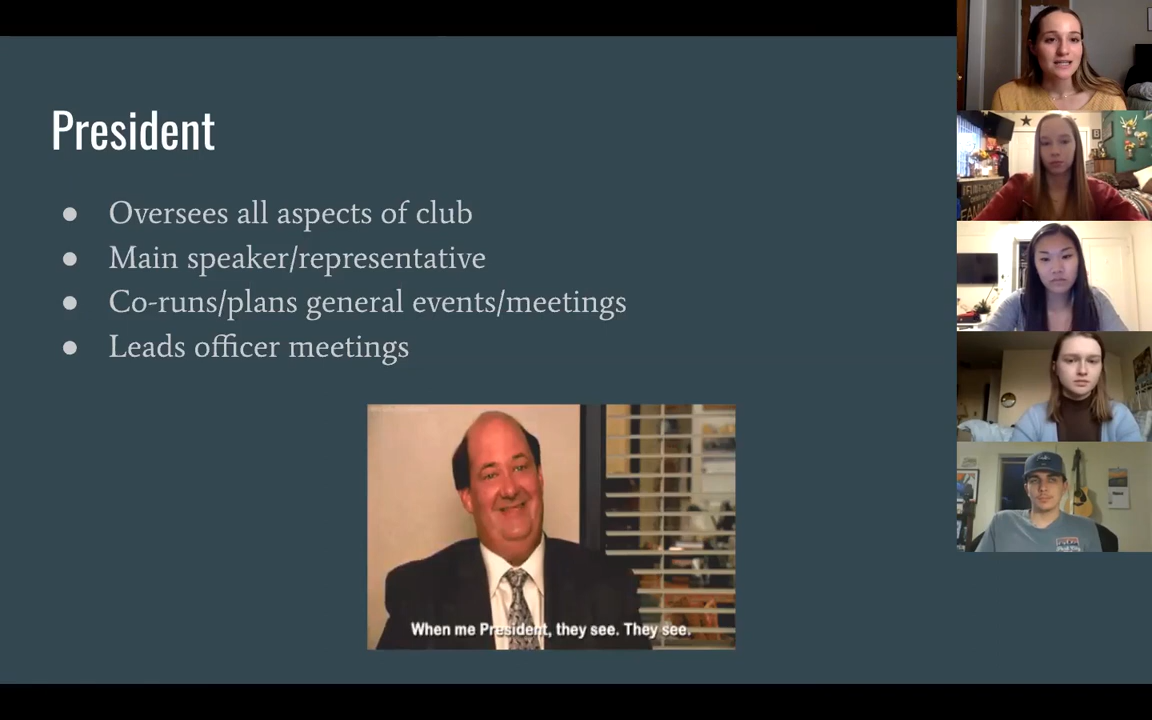 President
● Oversees all aspects of club
● Main speaker/representative
● Co-runs/plans general events/meetings
● Leads officer meetings
When me President, they see. They see.